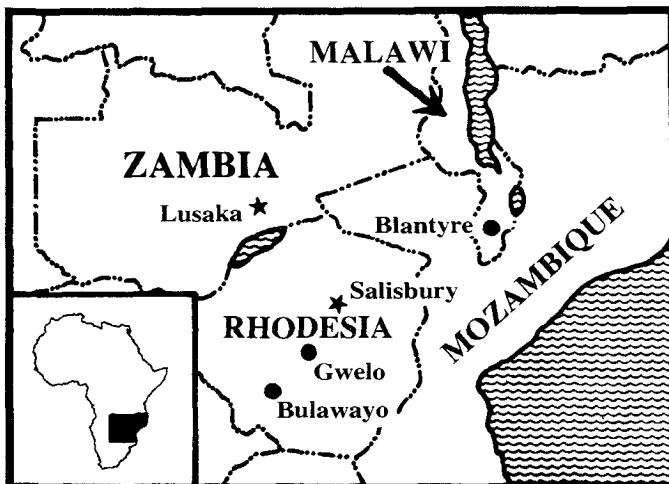 MALAWI
ZAMBIA
Lusaka
Blantyre
MOZAMBIQUE
Salisbury
RHODESIA
Gwelo
Bulawayo